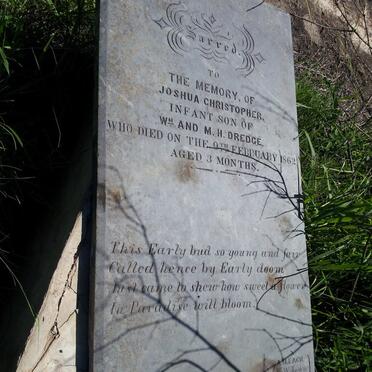 Sacred
TO
THE MEMORY, OF
JOSHUA CHRISTOPHER,
INFANT SON OF
WM AND M. H. DREDGE,
WHO DIED ON THE 9TH FEBRUARY 1862
AGED 3 MONTHS.
This Early bud so young and fair
Called hence by Early doom
Just came to shew how sweet a flower
In Paradise will bloom.